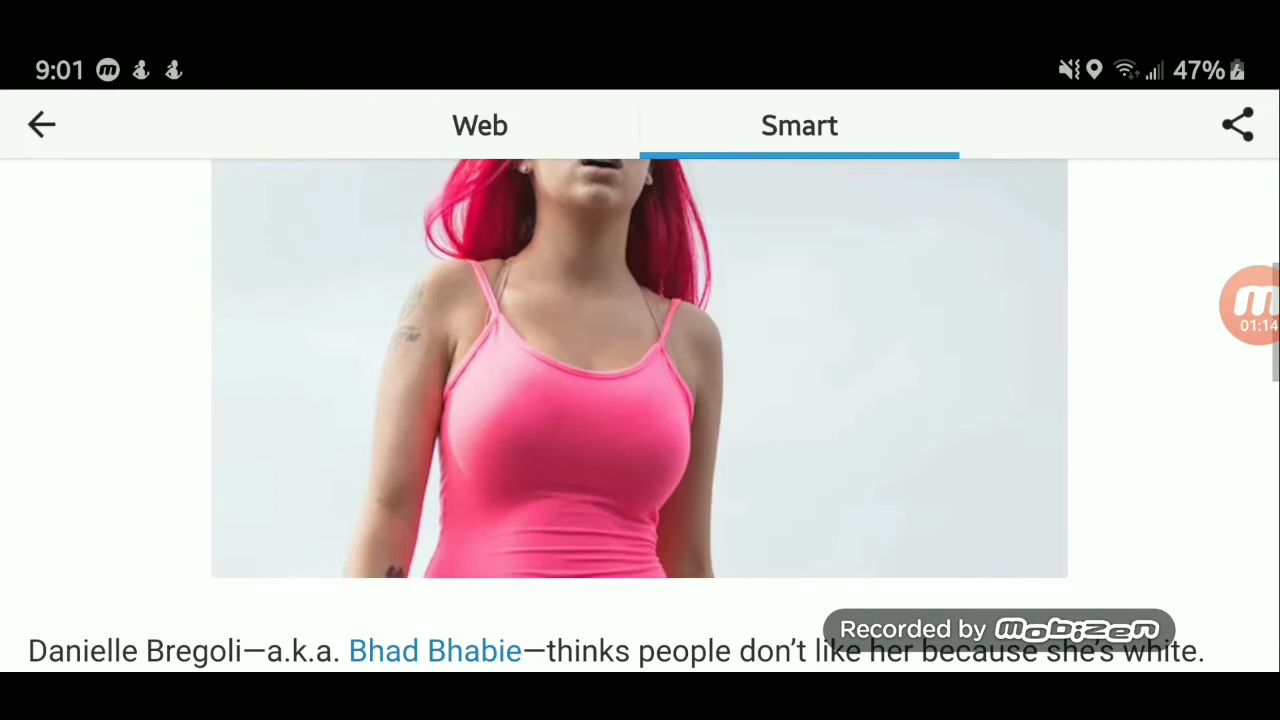 9:01 m 47%
Web Smart
m
01:14
Recorded by mobizen
Danielle Bregoli—a.k.a. Bhad Bhabie—thinks people don’t like her because she’s white.